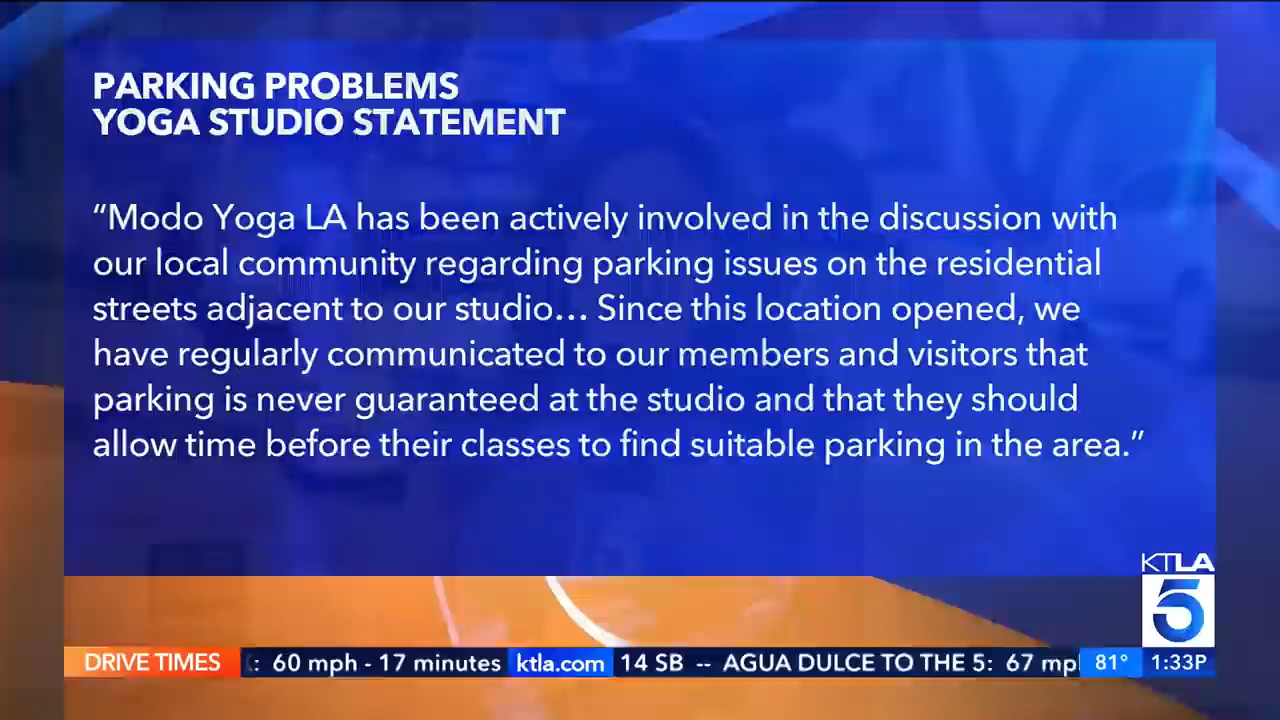 PARKING PROBLEMS
YOGA STUDIO STATEMENT
“Modo Yoga LA has been actively involved in the discussion with
our local community regarding parking issues on the residential
streets adjacent to our studio… Since this location opened, we
have regularly communicated to our members and visitors that
parking is never guaranteed at the studio and that they should
allow time before their classes to find suitable parking in the area.”
KTLA
5
DRIVE TIMES : 60 mph - 17 minutes ktla.com 14 SB -- AGUA DULCE TO THE 5: 67 mp 81° 1:33P